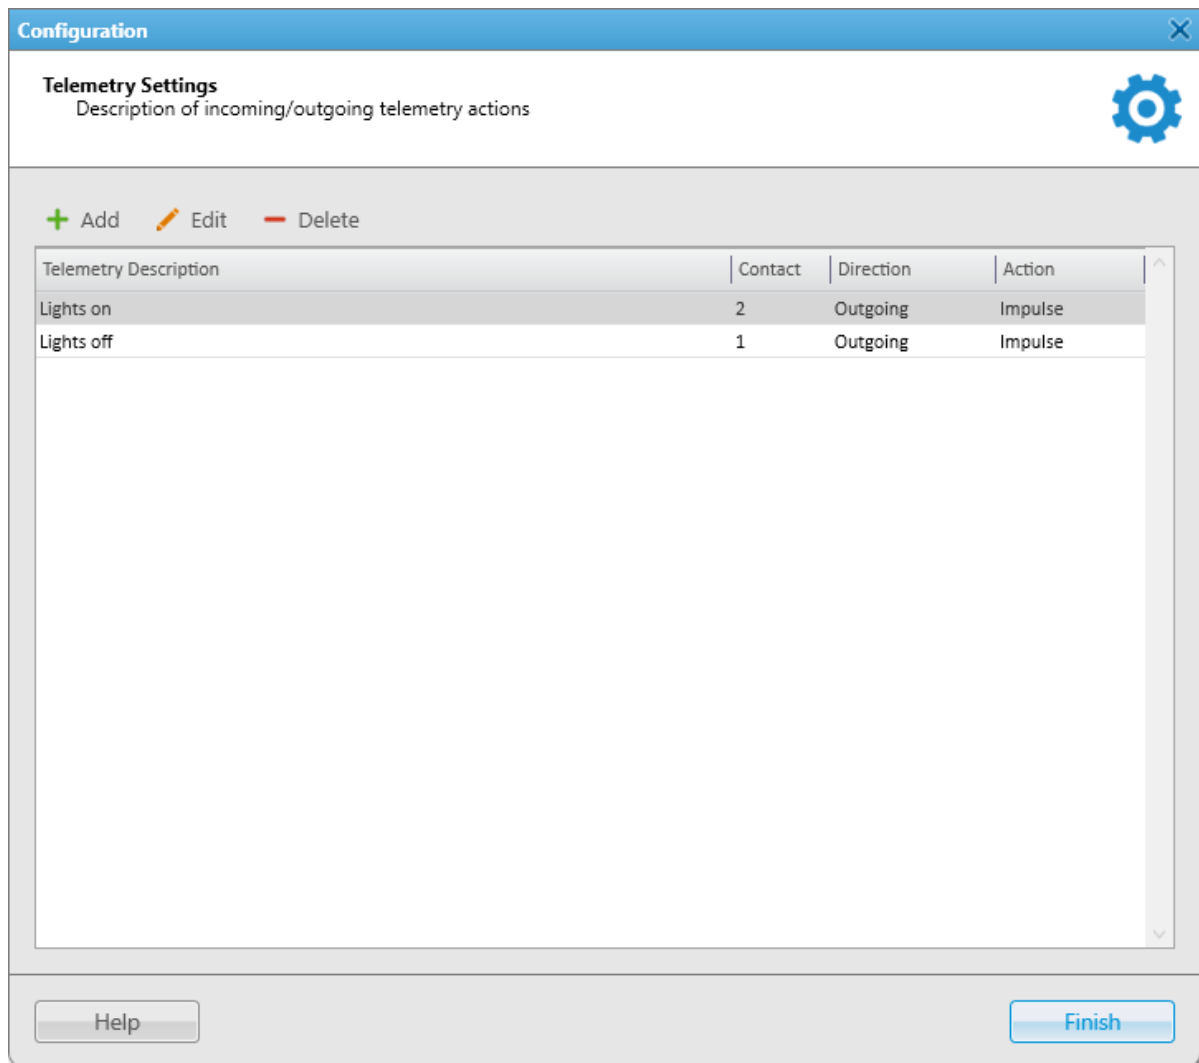 Configuration
Telemetry Settings
Description of incoming/outgoing telemetry actions
Add Edit Delete
Telemetry Description Contact Direction Action
Lights on 2 Outgoing Impulse
Lights off 1 Outgoing Impulse
Help Finish